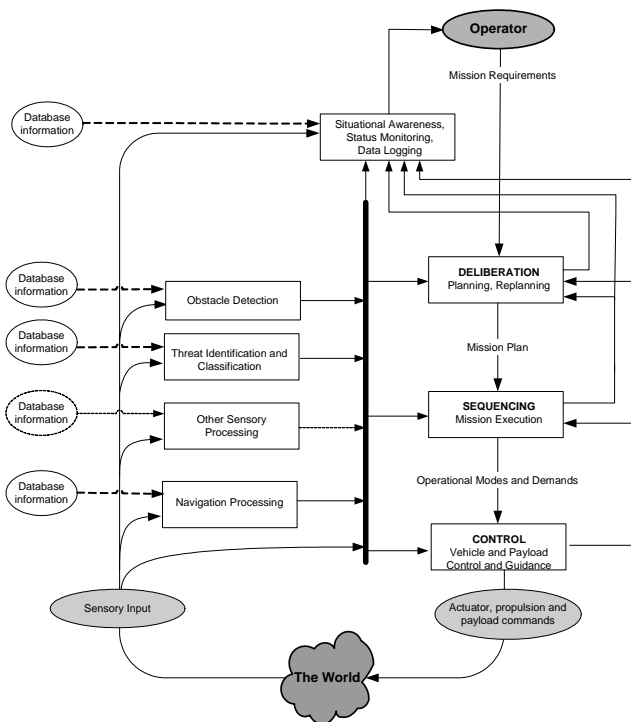 Operator
Mission Requirements
Database
information
Situational Awareness,
Status Monitoring,
Data Logging
Database
information
Obstacle Detection
DELIBERATION
Planning, Replanning
Database
information
Threat Identification and
Classification
Mission Plan
Database
information
Other Sensory
Processing
SEQUENCING
Mission Execution
Database
information
Navigation Processing
Operational Modes and Demands
CONTROL
Vehicle and Payload
Control and Guidance
Sensory Input
Actuator, propulsion and
payload commands
The World